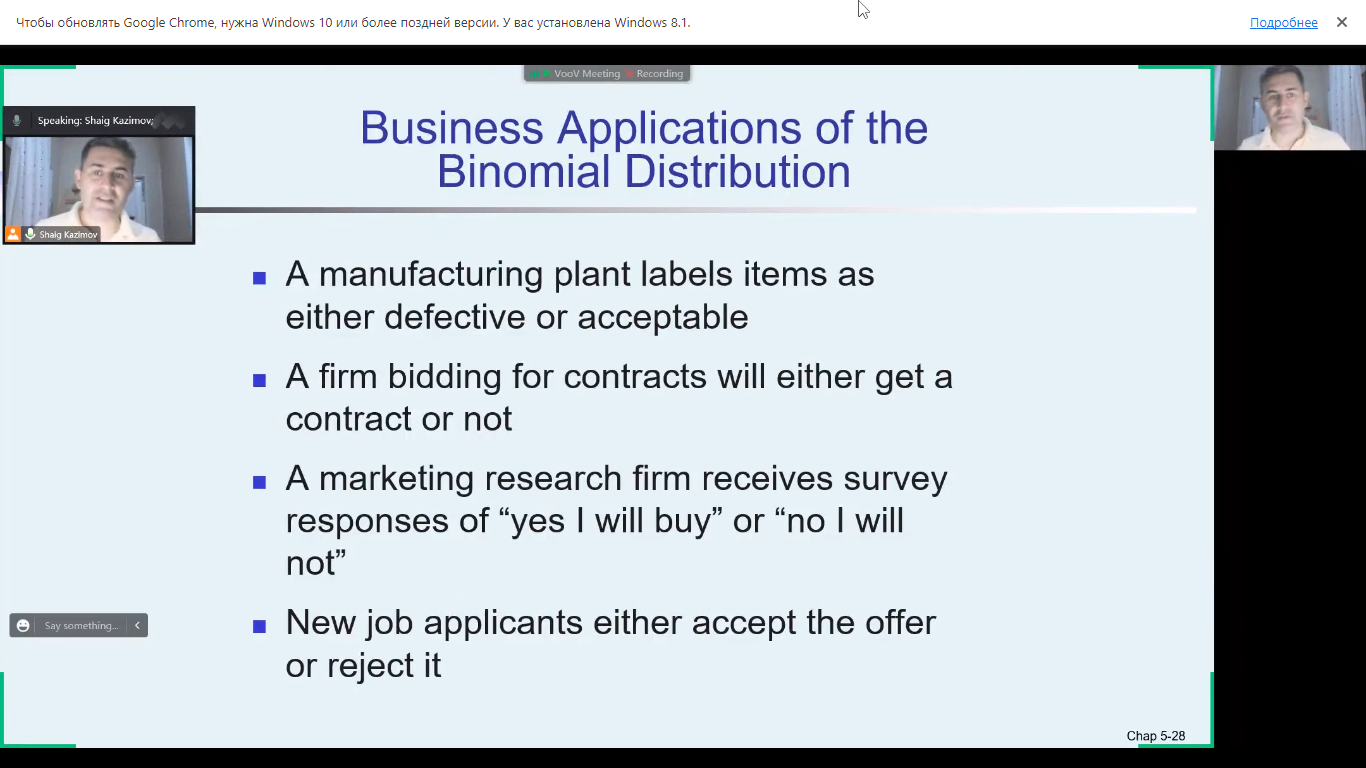 Чтобы обновлять Google Chrome, нужна Windows 10 или более поздней версии. У вас установлена Windows 8.1.
Подробнее
VooV Meeting Recording
Speaking: Shaig Kazimov;
Shaig Kazimov
Business Applications of the
Binomial Distribution
A manufacturing plant labels items as
either defective or acceptable
A firm bidding for contracts will either get a
contract or not
A marketing research firm receives survey
responses of “yes I will buy” or “no I will
not”
New job applicants either accept the offer
or reject it
Say something...
Chap 5-28